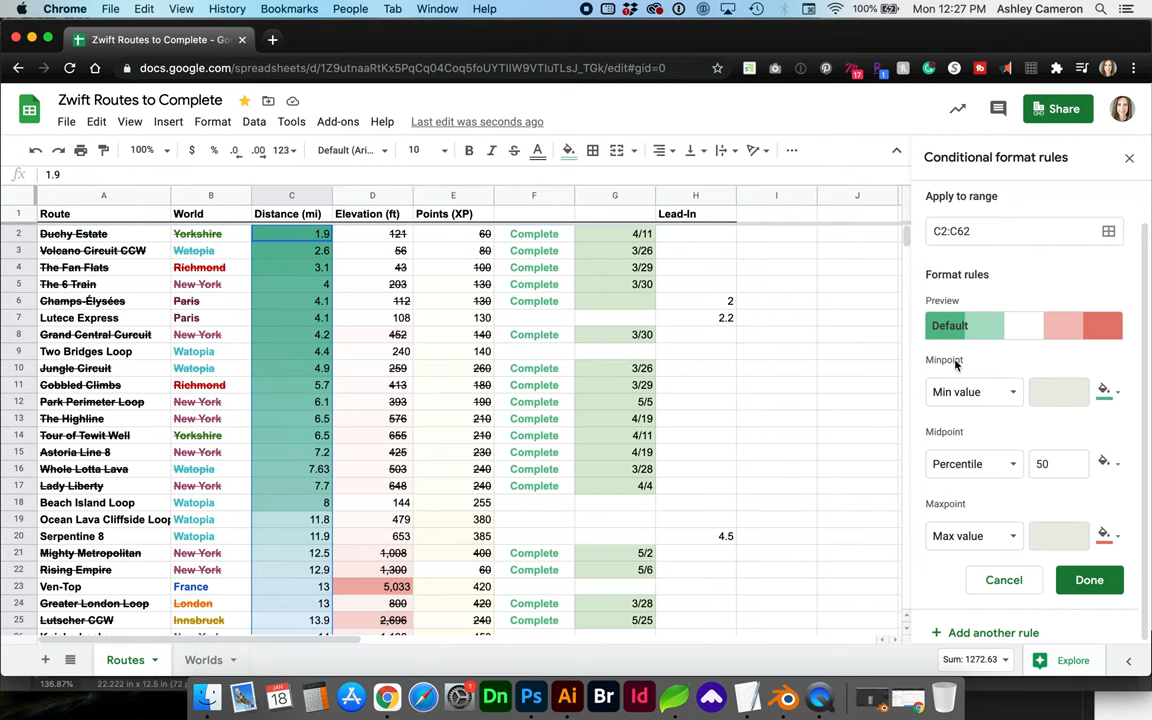 Chrome File Edit View History Bookmarks People Tab Window Help 100% Mon 12:27 PM Ashley Cameron
Zwift Routes to Complete - Go
docs.google.com/spreadsheets/d/1Z9utnaaRtKx5PqCq04Coq5foUYTIIW9VTIuTLsJ_TGk/edit#gid=0
17
1
Zwift Routes to Complete
Share
File Edit View Insert Format Data Tools Add-ons Help Last edit was seconds ago
100% $ % .0 .00 123 Default (Ari... 10 B I S A
fx 1.9
A B C D E F G H I J
1 Route World Distance (mi) Elevation (ft) Points (XP) Lead-In
2 Duchy Estate Yorkshire 1.9 121 60 Complete 4/11
3 Volcano Circuit CCW Watopia 2.6 56 80 Complete 3/26
4 The Fan Flats Richmond 3.1 43 100 Complete 3/29
5 The 6 Train New York 4 203 130 Complete 3/30
6 Champs-Élysées Paris 4.1 112 130 Complete 2
7 Lutece Express Paris 4.1 108 130 2.2
8 Grand Central Curcuit New York 4.2 452 140 Complete 3/30
9 Two Bridges Loop Watopia 4.4 240 140
10 Jungle Circuit Watopia 4.9 259 260 Complete 3/26
11 Cobbled Climbs Richmond 5.7 413 180 Complete 3/29
12 Park Perimeter Loop New York 6.1 393 190 Complete 5/5
13 The Highline New York 6.5 576 210 Complete 4/19
14 Tour of Tewit Well Yorkshire 6.5 655 210 Complete 4/11
15 Astoria Line 8 New York 7.2 425 230 Complete 4/19
16 Whole Lotta Lava Watopia 7.63 503 240 Complete 3/28
17 Lady Liberty New York 7.7 648 240 Complete 4/4
18 Beach Island Loop Watopia 8 144 255
19 Ocean Lava Cliffside Loop Watopia 11.8 479 380
20 Serpentine 8 Watopia 11.9 653 385 4.5
21 Mighty Metropolitan New York 12.5 1,008 400 Complete 5/2
22 Rising Empire New York 12.9 1,300 60 Complete 5/6
23 Ven-Top France 13 5,033 420
24 Greater London Loop London 13 800 420 Complete 3/28
25 Lutscher CCW Innsbruck 13.9 2,696 240 Complete 5/25
Conditional format rules
Apply to range
C2:C62
Format rules
Preview
Default
Minpoint
Min value
Midpoint
Percentile 50
Maxpoint
Max value
Cancel Done
+ Add another rule
Routes Worlds Sum: 1272.63 Explore
136.87% 22.222 in x 12.5 in (72 p
JAN 18 Dn Ps Ai Br Id